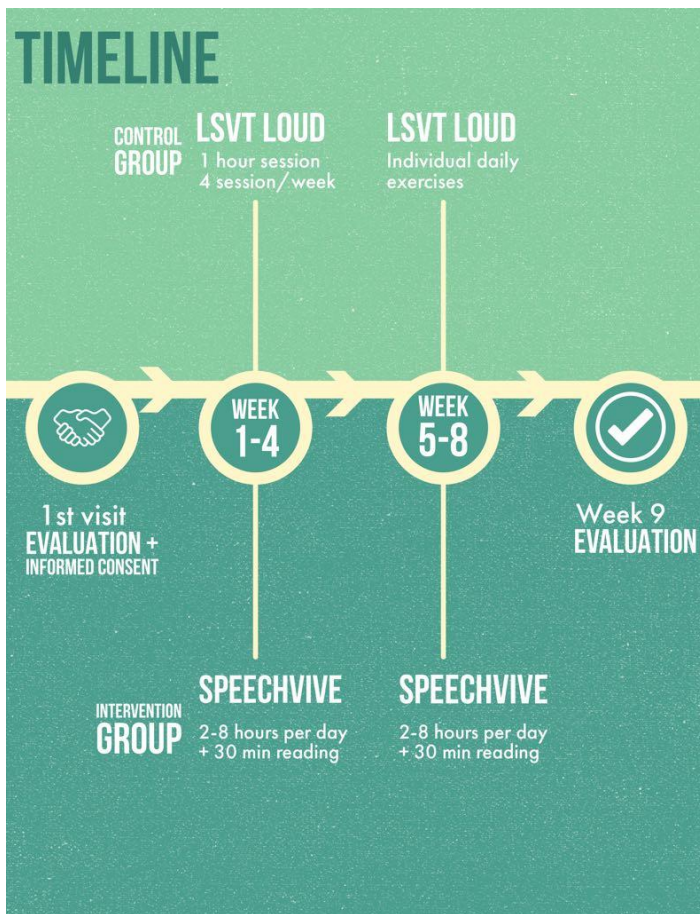 TIMELINE
CONTROL
GROUP
LSVT LOUD
1 hour session
4 session/week
LSVT LOUD
Individual daily
exercises
WEEK
1-4
WEEK
5-8
1st visit
EVALUATION +
INFORMED CONSENT
Week 9
EVALUATION
INTERVENTION
GROUP
SPEECHVIVE
2-8 hours per day
+ 30 min reading
SPEECHVIVE
2-8 hours per day
+ 30 min reading